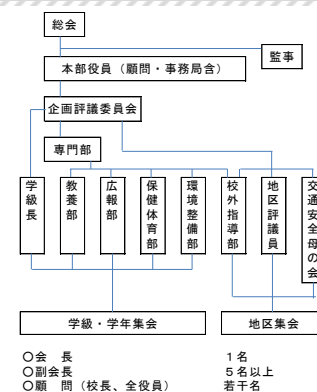 総会
監事
本部役員（顧問・事務局含）
企画評議委員会
専門部
学級長
教養部
広報部
保健体育部
環境整備部
校外指導部
地区評議員
交通安全母の会
学級・学年集会
地区集会
〇会　長　1名
〇副会長　5名以上
〇顧　問（校長、全役員）　若干名